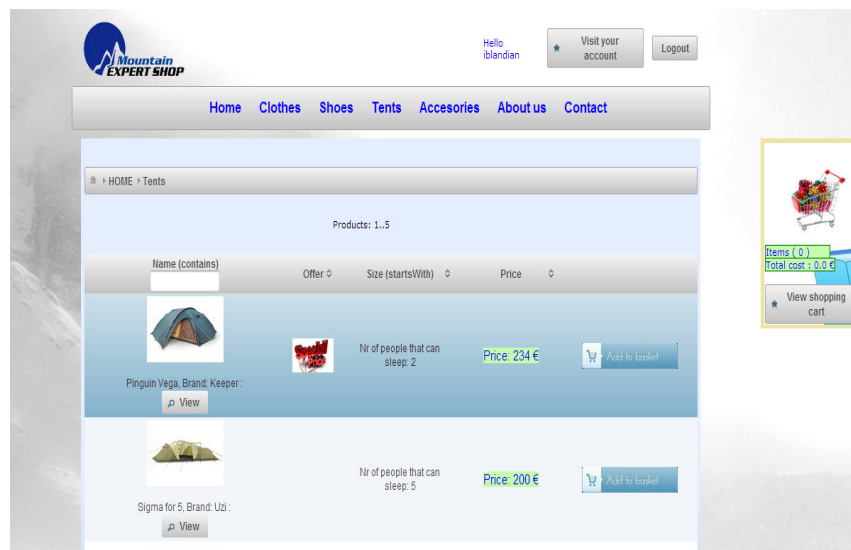 Mountain
EXPERT SHOP
Hello
iblandian
Visit your
account
Logout
Home Clothes Shoes Tents Accesories About us Contact
HOME Tents
Products: 1..5
Items ( 0 )
Total cost : 0.0 €
View shopping
cart
Name (contains)
Offer Size (startsWith) Price
Special
Price
Nr of people that can
sleep: 2
Price: 234 €
Add to basket
Pinguin Vega, Brand: Keeper :
View
Nr of people that can
sleep: 5
Price: 200 €
Add to basket
Sigma for 5, Brand: Uzi :
View